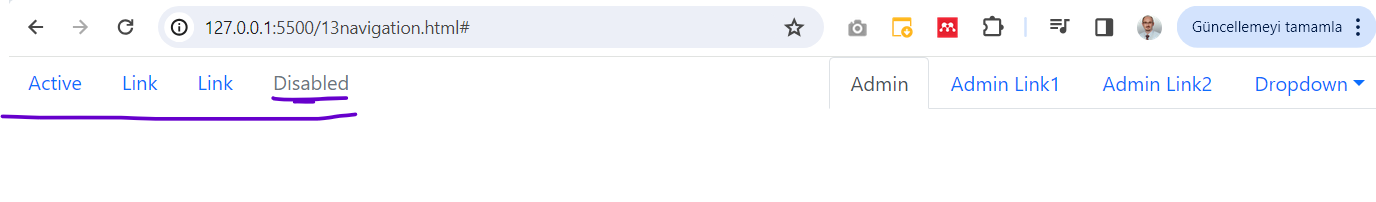 127.0.0.1:5500/13navigation.html#
Güncellemeyi tamamla
Active Link Link Disabled Admin Admin Link1 Admin Link2 Dropdown